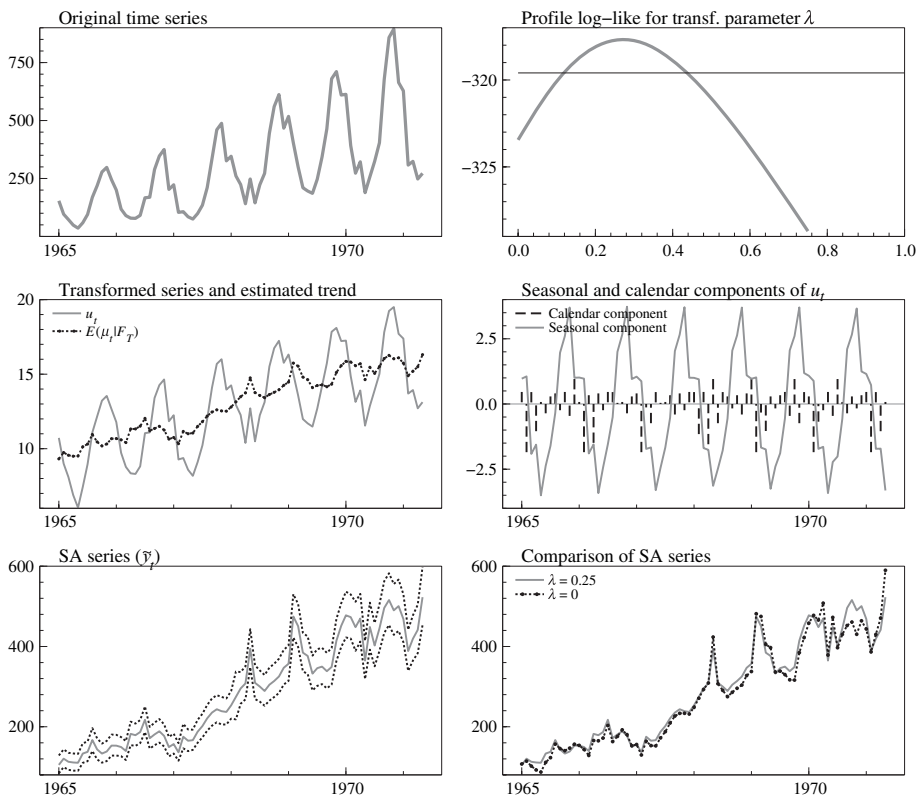 Original time series
750
500
250
1965
1970
Profile log−like for transf. parameter λ
−320
−325
0.0
0.2
0.4
0.6
0.8
1.0
Transformed series and estimated trend
20
u_t
E(μ_t|F_T)
15
10
1965
1970
Seasonal and calendar components of u_t
Calendar component
Seasonal component
2.5
0.0
−2.5
1965
1970
SA series (ỹ_t)
600
400
200
1965
1970
Comparison of SA series
600
λ = 0.25
λ = 0
400
200
1965
1970